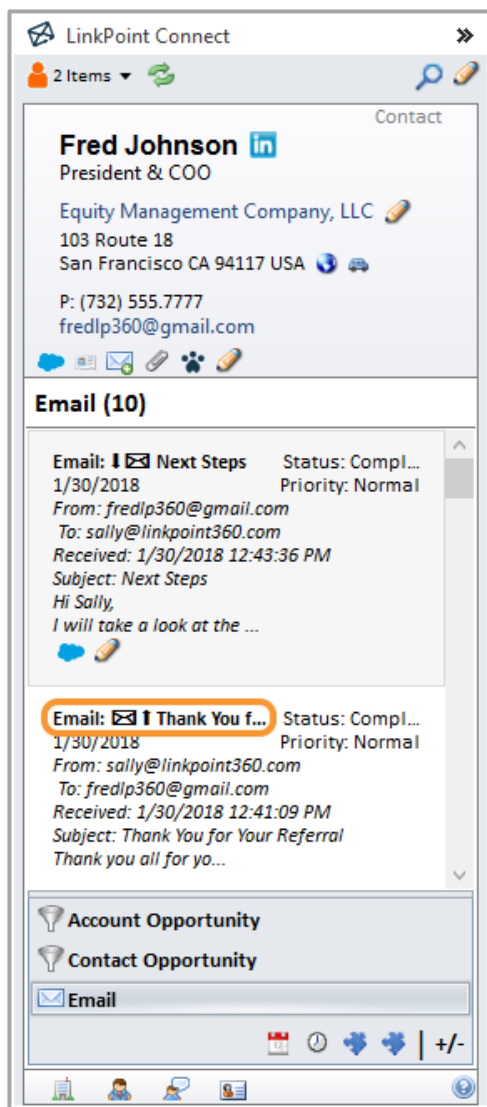 LinkPoint Connect
2 Items
Contact
Fred Johnson in
President & COO
Equity Management Company, LLC
103 Route 18
San Francisco CA 94117 USA
P: (732) 555.7777
fredlp360@gmail.com
Email (10)
Email: Next Steps Status: Compl...
1/30/2018 Priority: Normal
From: fredlp360@gmail.com
To: sally@linkpoint360.com
Received: 1/30/2018 12:43:36 PM
Subject: Next Steps
Hi Sally,
I will take a look at the ...
Email: Thank You f... Status: Compl...
1/30/2018 Priority: Normal
From: sally@linkpoint360.com
To: fredlp360@gmail.com
Received: 1/30/2018 12:41:09 PM
Subject: Thank You for Your Referral
Thank you all for yo...
Account Opportunity
Contact Opportunity
Email
+/-